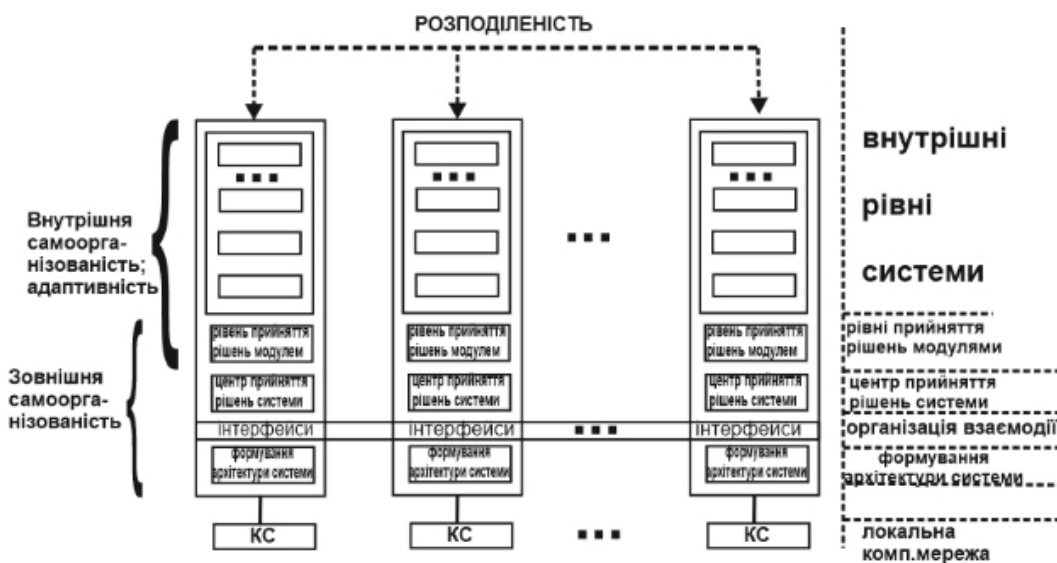 РОЗПОДІЛЕНІСТЬ
Внутрішня
самоорга-
нізованість;
адаптивність
Зовнішня
самоорга-
нізованість
рівень прийняття
рішень модулем
центр прийняття
рішень системи
інтерфейси
формування
архітектури системи
КС
рівень прийняття
рішень модулем
центр прийняття
рішень системи
інтерфейси
формування
архітектури системи
КС
рівень прийняття
рішень модулем
центр прийняття
рішень системи
інтерфейси
формування
архітектури системи
КС
внутрішні
рівні
системи
рівні прийняття
рішень модулями
центр прийняття
рішень системи
організація взаємодії
формування
архітектури системи
локальна
комп.мережа